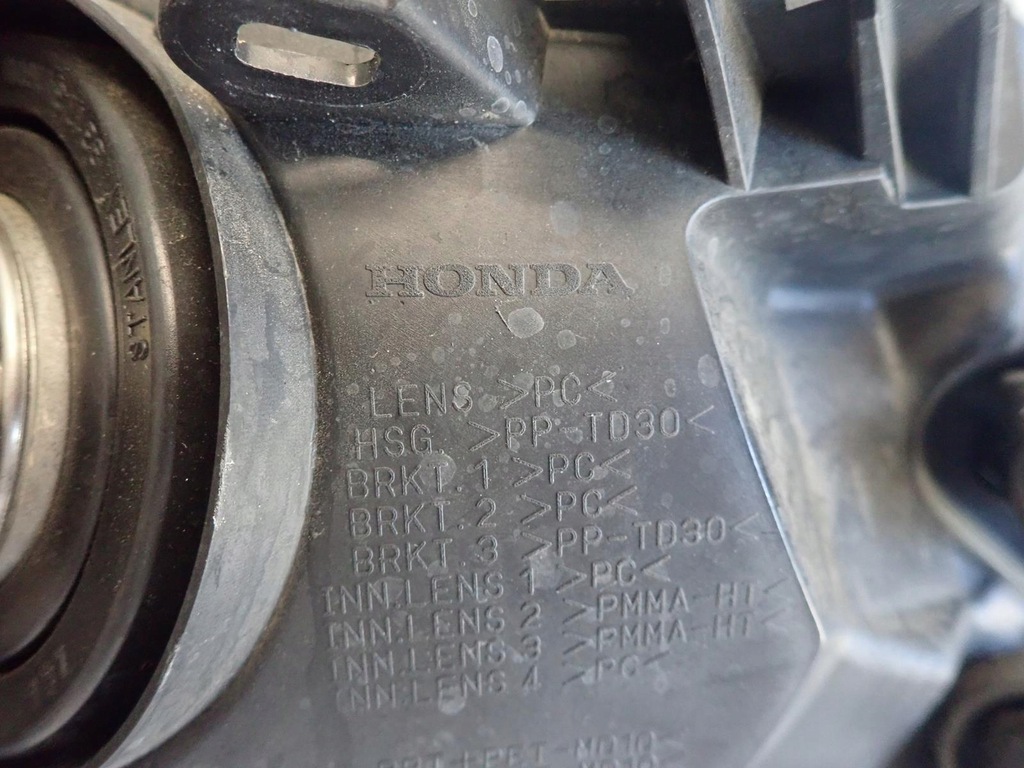 STANLEY
HONDA
LENS >PC<
HSG. >PP-TD30<
BRKT.1 >PC<
BRKT.2 >PC<
BRKT.3 >PP-TD30<
INN.LENS 1 >PC<
INN.LENS 2 >PMMA-HT<
INN.LENS 3 >PMMA-HT<
INN.LENS 4 >PC<